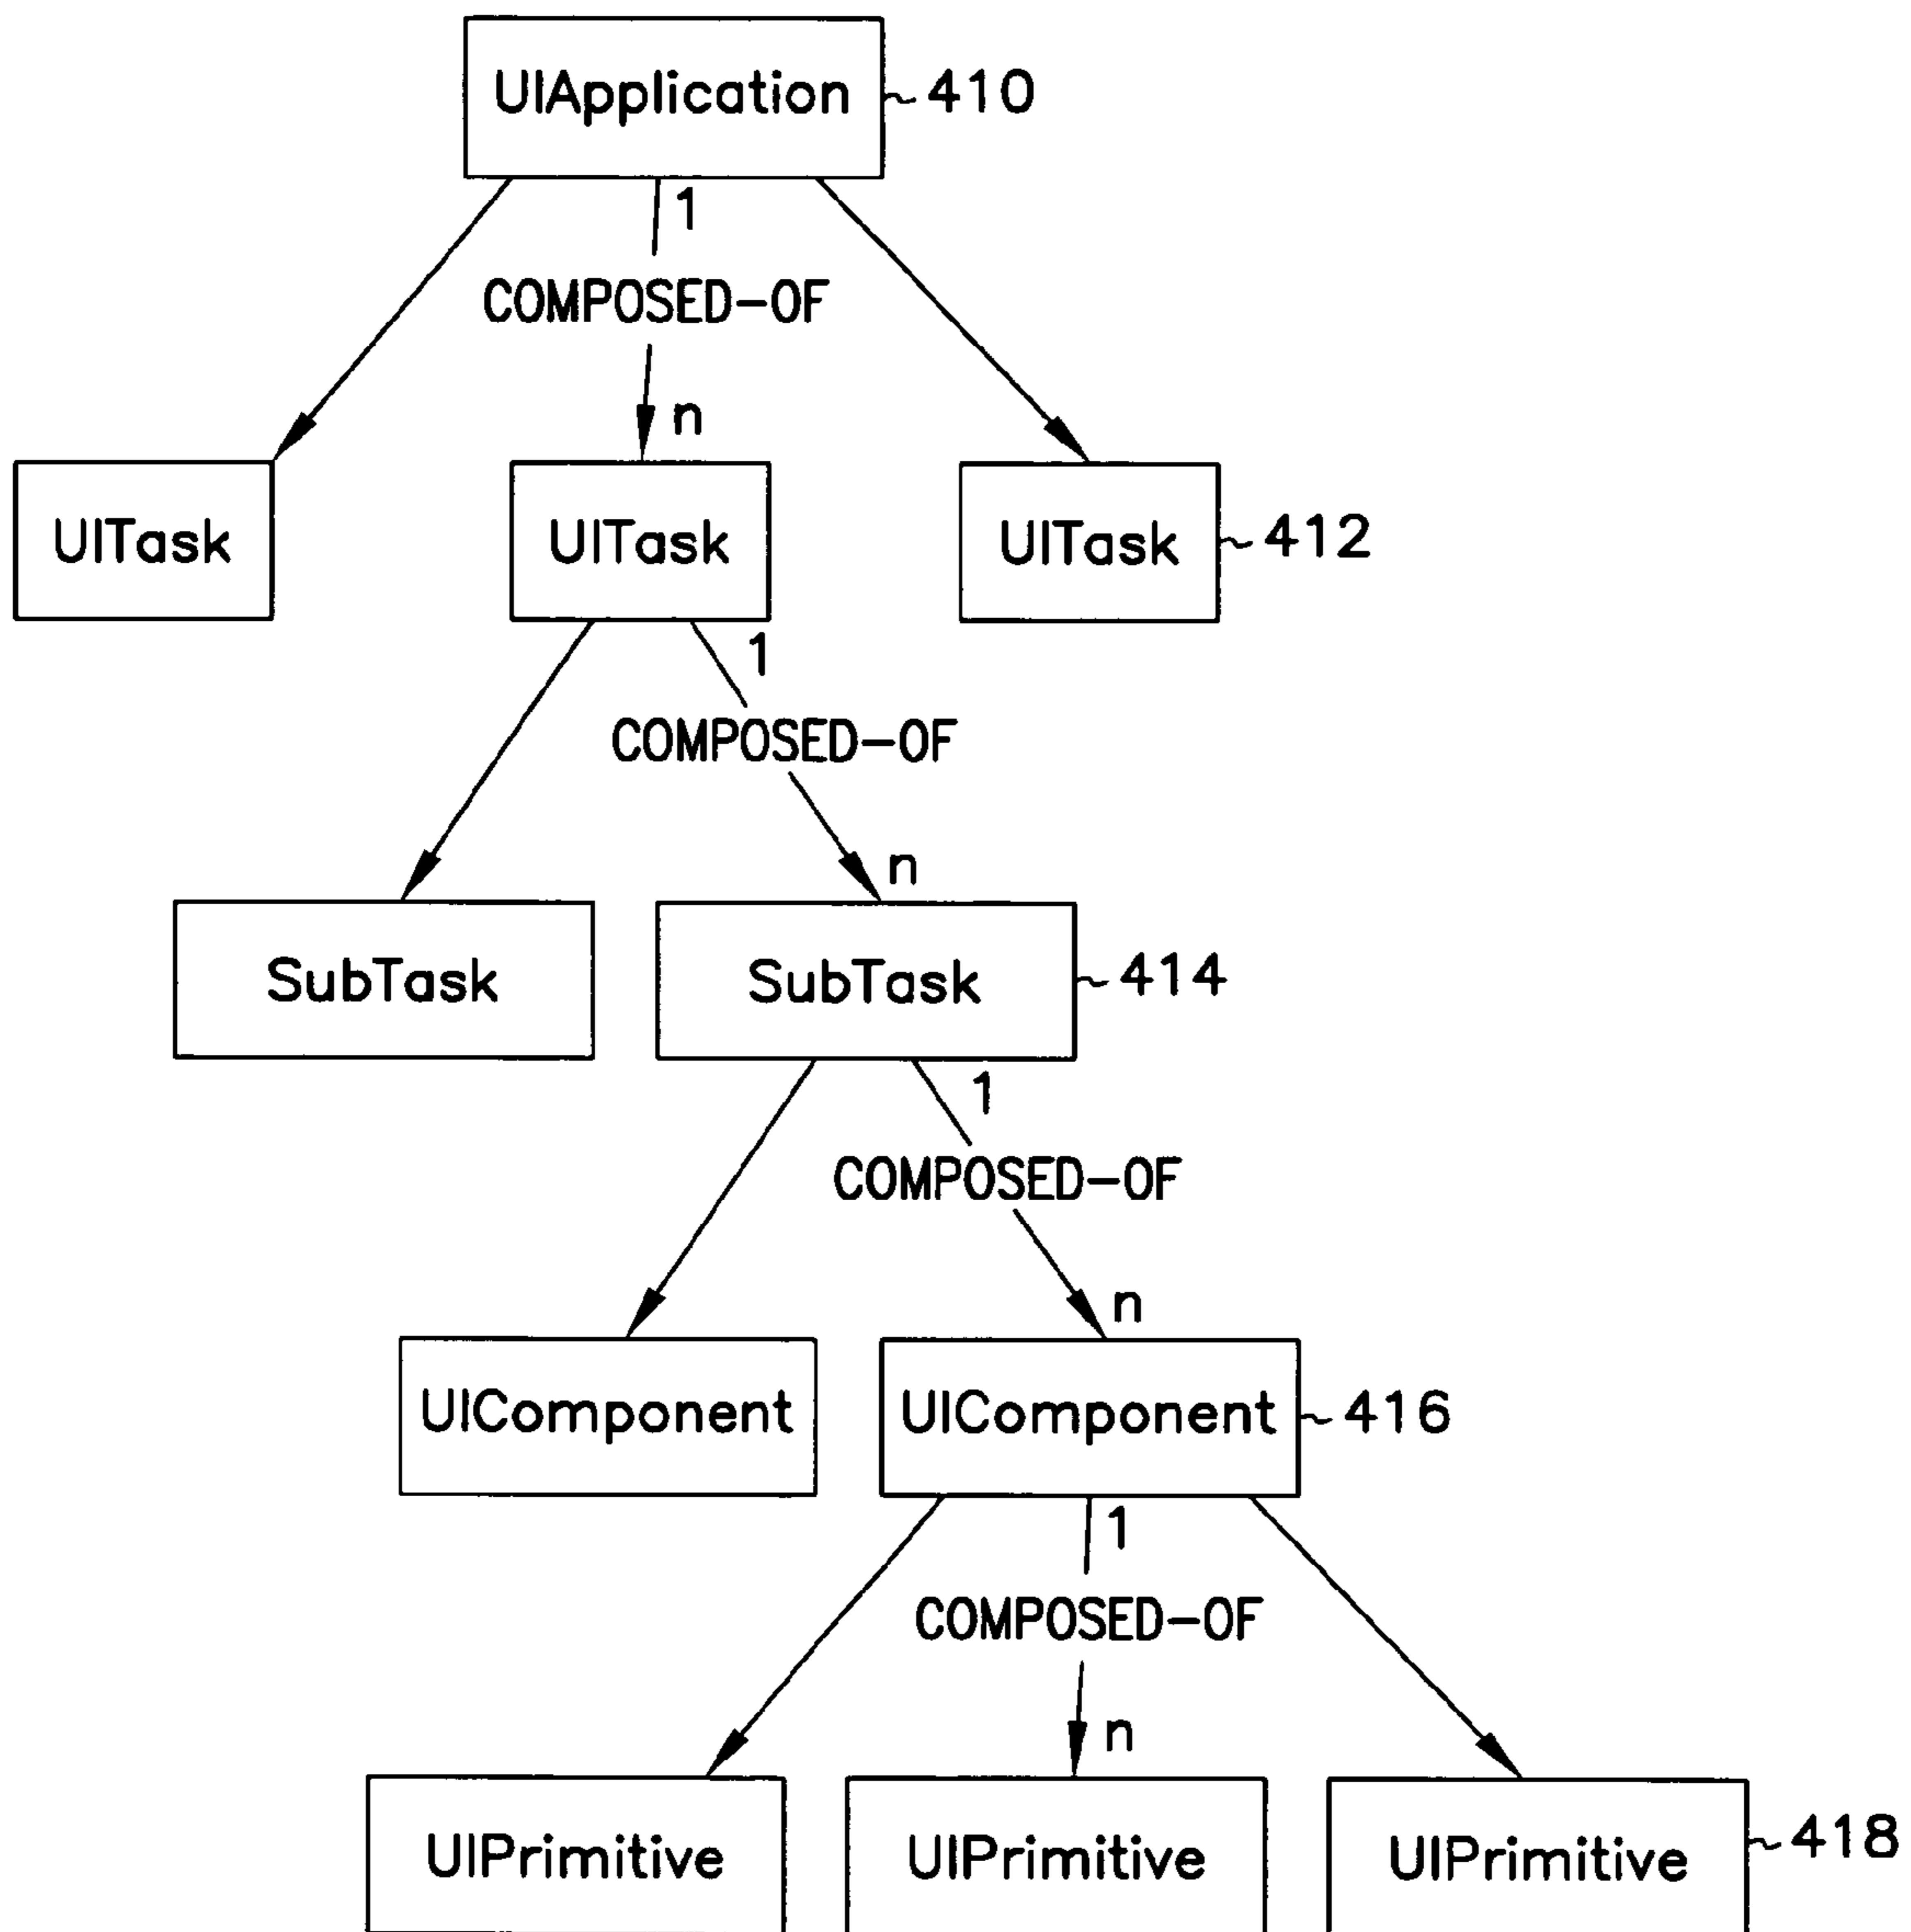 UIApplication 410
1
COMPOSED-OF
n
UITask UITask UITask 412
1
COMPOSED-OF
n
SubTask SubTask 414
1
COMPOSED-OF
n
UIComponent UIComponent 416
1
COMPOSED-OF
n
UIPrimitive UIPrimitive UIPrimitive 418